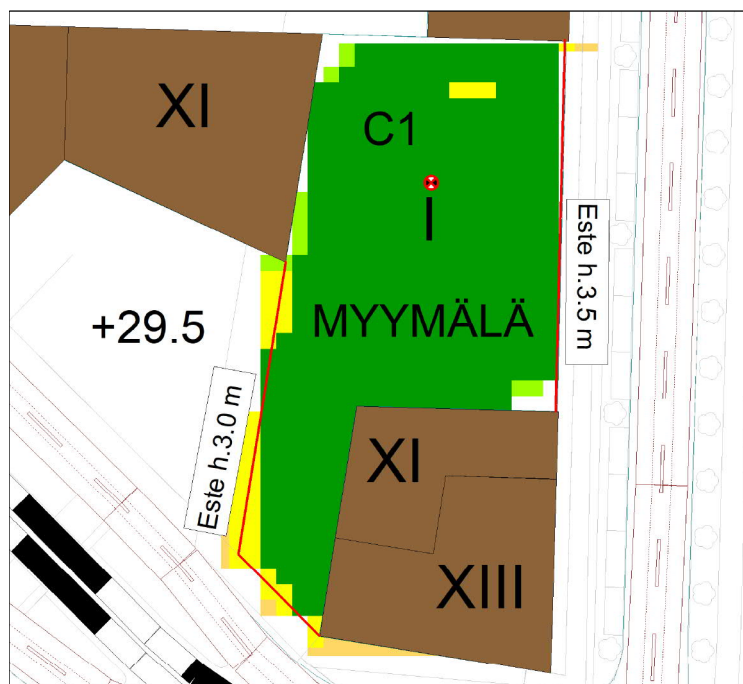 XI
C1
I
Este h.3.5 m
+29.5
MYYMÄLÄ
Este h.3.0 m
XI
XIII